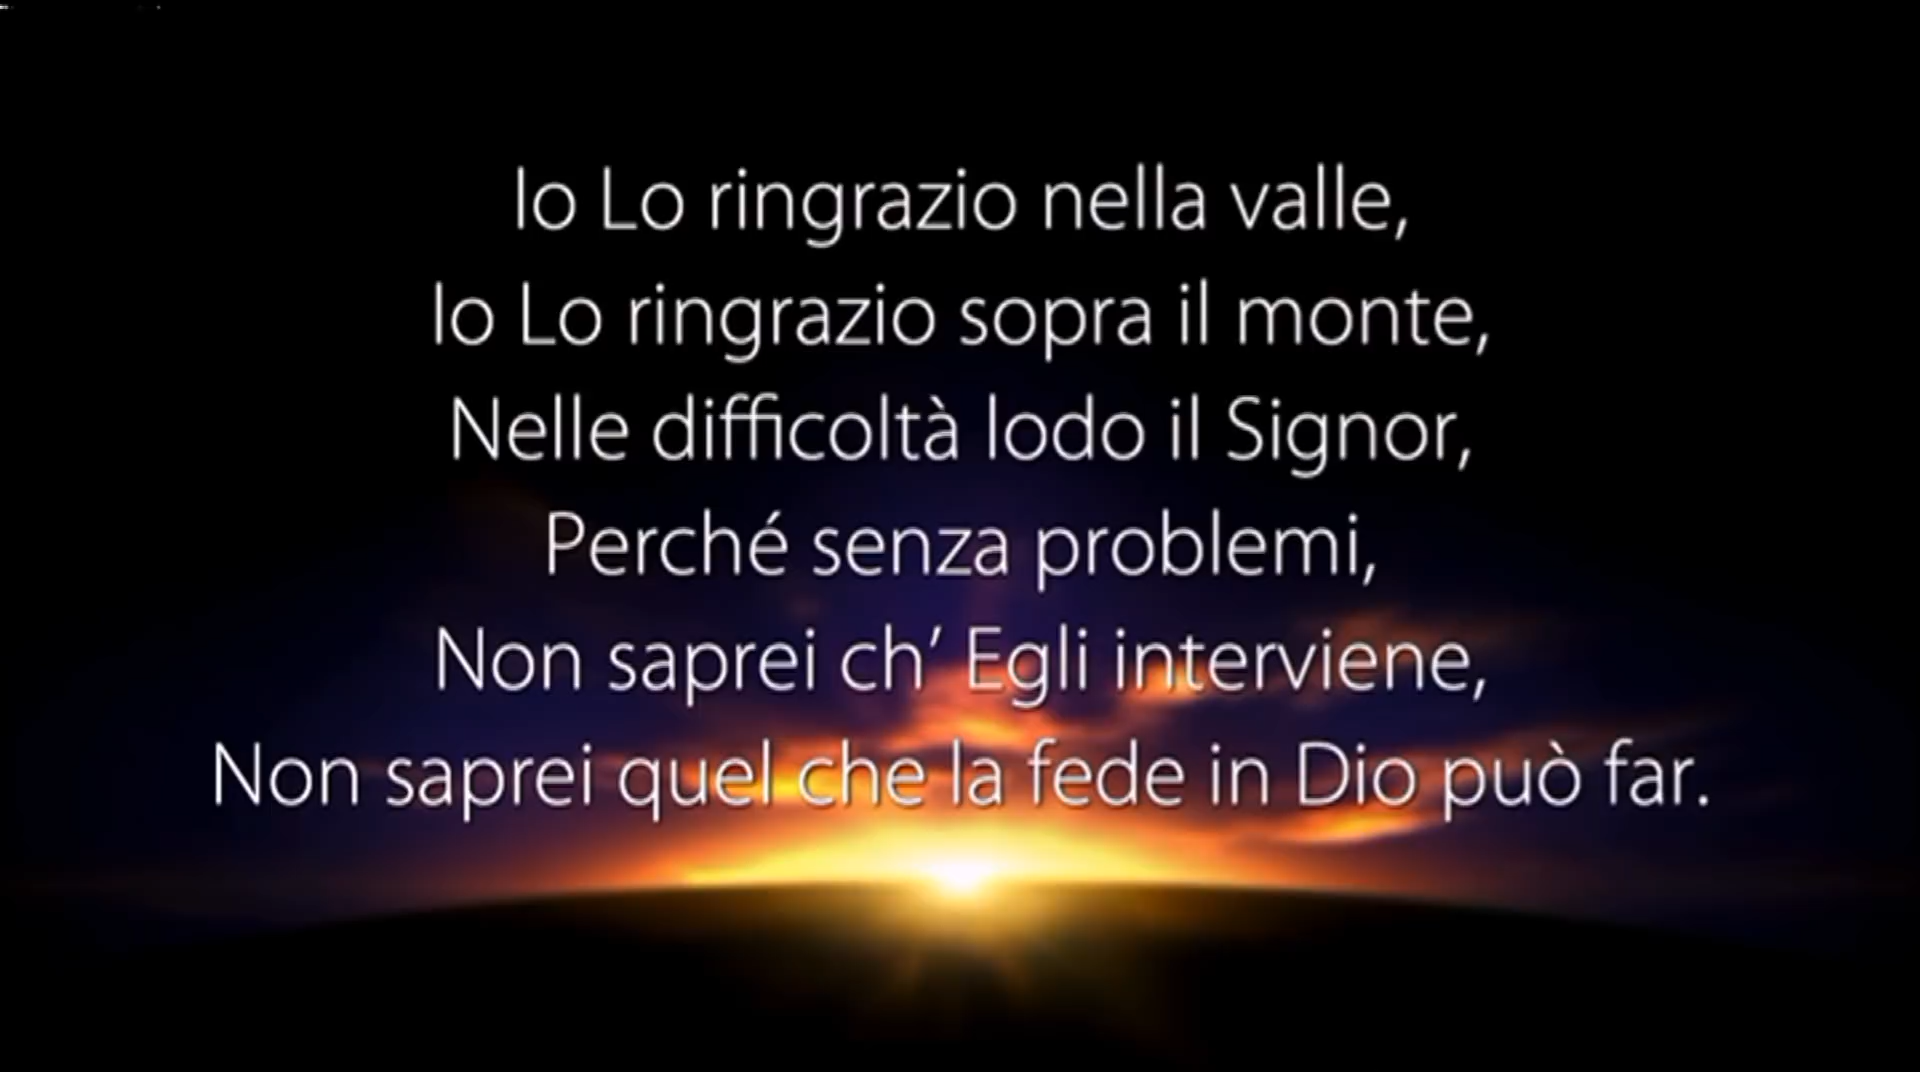 Io Lo ringrazio nella valle,
Io Lo ringrazio sopra il monte,
Nelle difficoltà lodo il Signor,
Perché senza problemi,
Non saprei ch’ Egli interviene,
Non saprei quel che la fede in Dio può far.